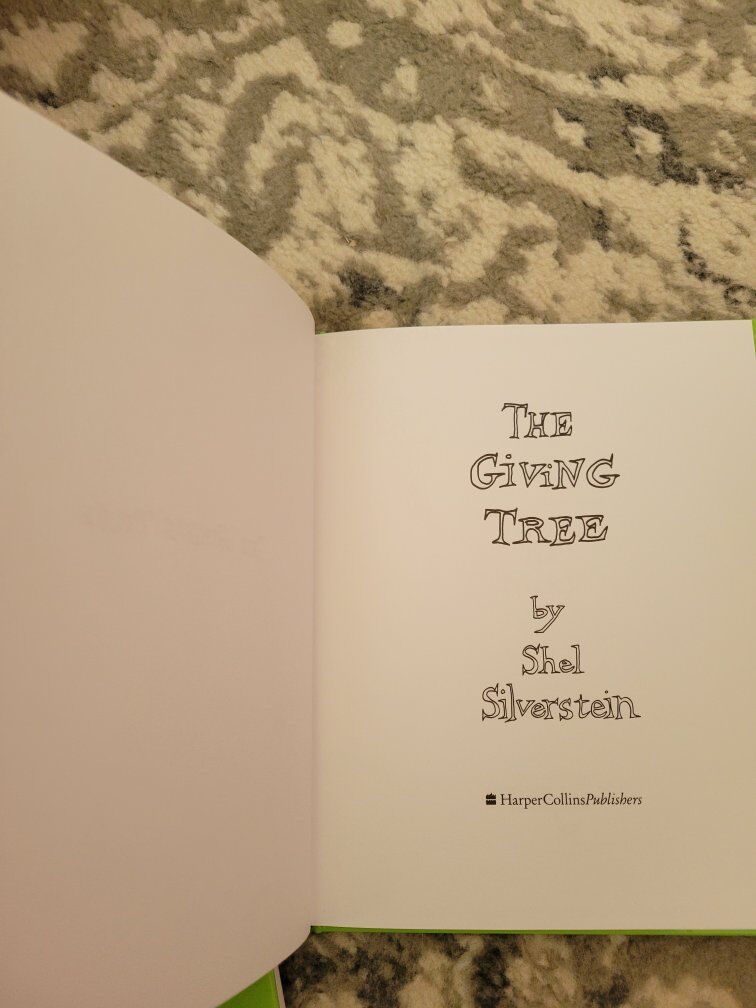 THE
GiViNG
TREE
by
Shel
Silverstein
HarperCollinsPublishers